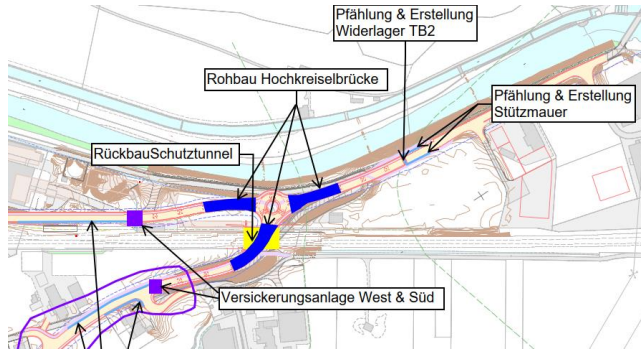 Pfählung & Erstellung
Widerlager TB2
Rohbau Hochkreiselbrücke
Pfählung & Erstellung
Stützmauer
RückbauSchutztunnel
Versickerungsanlage West & Süd